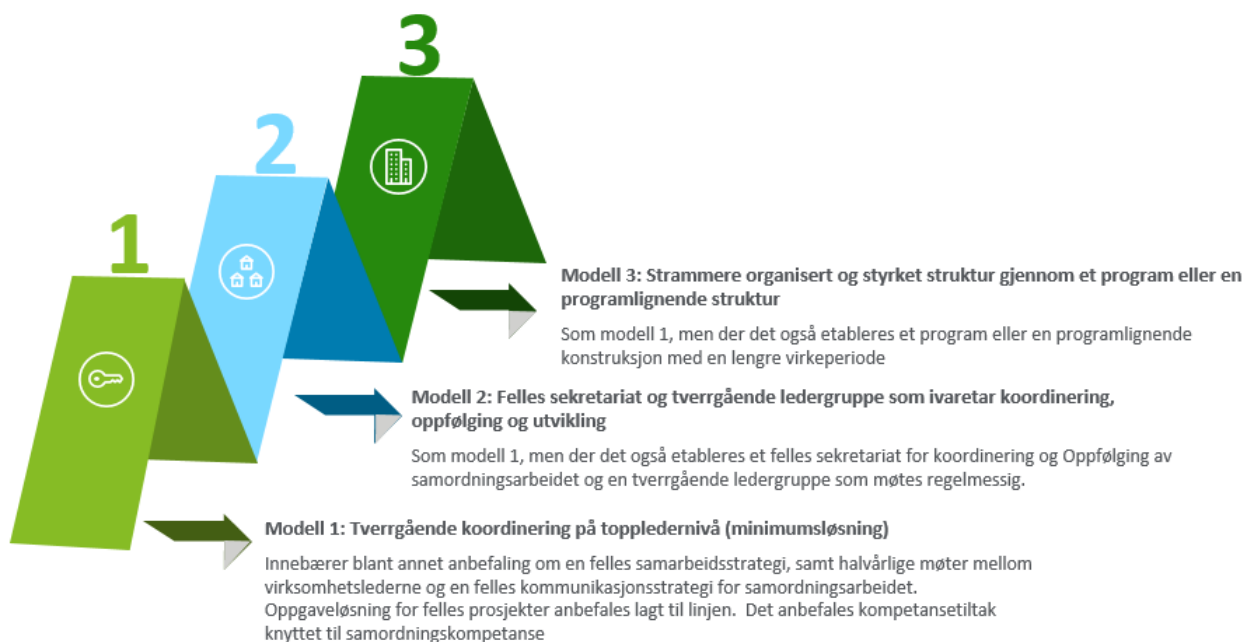 3
2
1
Modell 3: Strammere organisert og styrket struktur gjennom et program eller en
programlignende struktur
Som modell 1, men der det også etableres et program eller en programlignende
konstruksjon med en lengre virkeperiode
Modell 2: Felles sekretariat og tverrgående ledergruppe som ivaretar koordinering,
oppfølging og utvikling
Som modell 1, men der det også etableres et felles sekretariat for koordinering og Oppfølging av
samordningsarbeidet og en tverrgående ledergruppe som møtes regelmessig.
Modell 1: Tverrgående koordinering på toppledernivå (minimumsløsning)
Innebærer blant annet anbefaling om en felles samarbeidsstrategi, samt halvårlige møter mellom
virksomhetslederne og en felles kommunikasjonsstrategi for samordningsarbeidet.
Oppgaveløsning for felles prosjekter anbefales lagt til linjen. Det anbefales kompetansetiltak
knyttet til samordningskompetanse